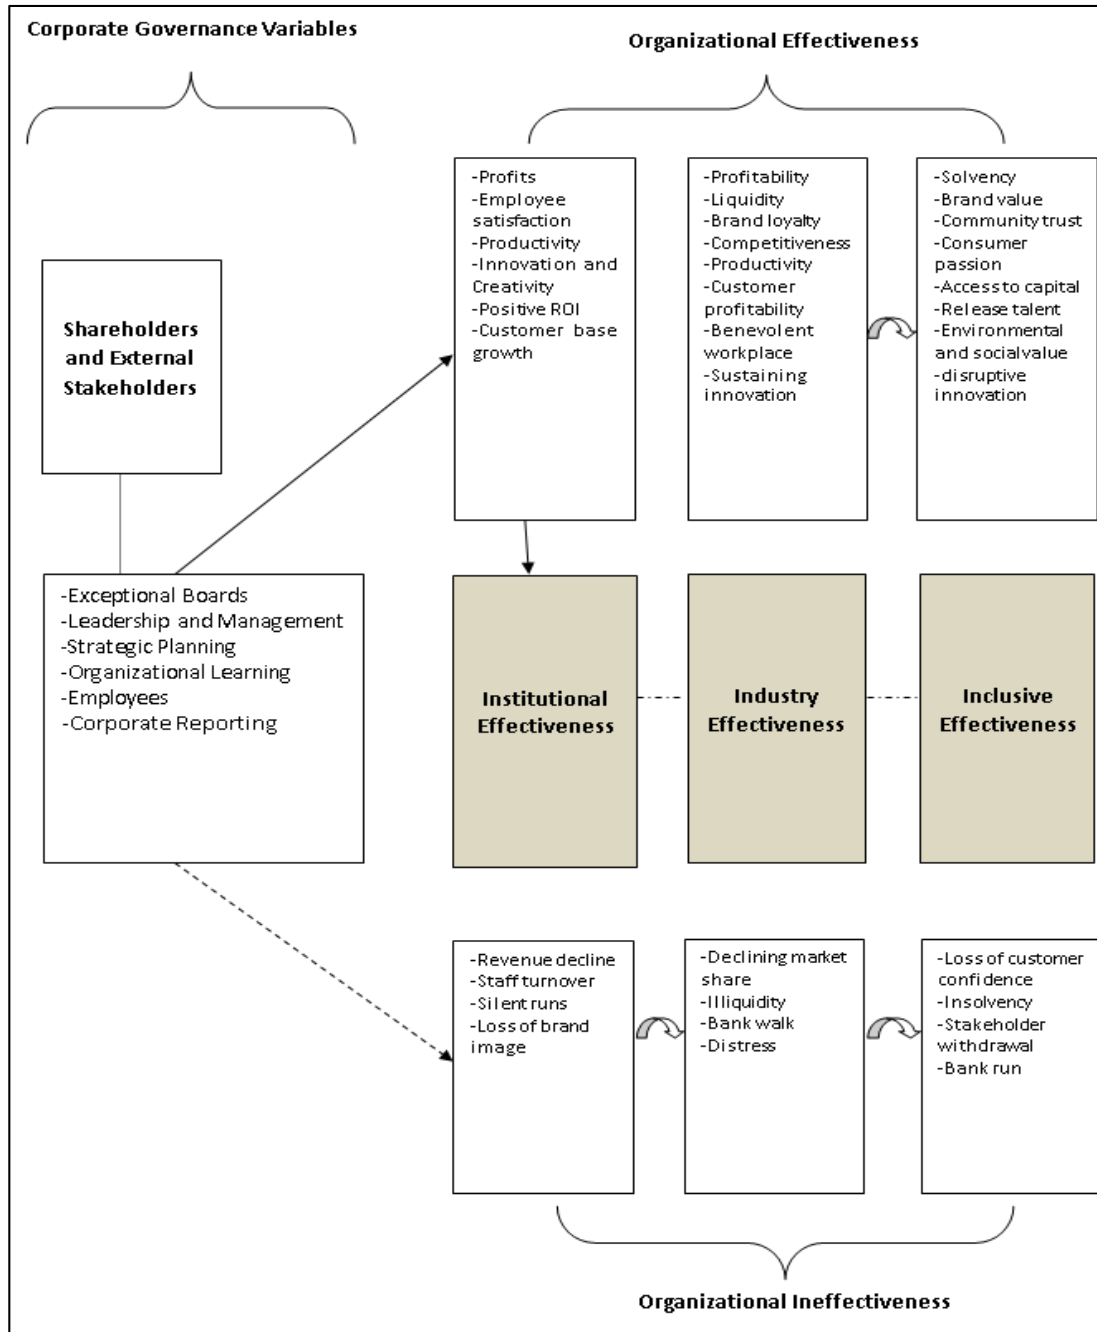 Corporate Governance Variables
Organizational Effectiveness
Shareholders
and External
Stakeholders
-Exceptional Boards
-Leadership and Management
-Strategic Planning
-Organizational Learning
-Employees
-Corporate Reporting
-Profits
-Employee
satisfaction
-Productivity
-Innovation and
Creativity
-Positive ROI
-Customer base
growth
-Profitability
-Liquidity
-Brand loyalty
-Competitiveness
-Productivity
-Customer
profitability
-Benevolent
workplace
-Sustaining
innovation
-Solvency
-Brand value
-Community trust
-Consumer
passion
-Access to capital
-Release talent
-Environmental
and socialvalue
-disruptive
innovation
Institutional
Effectiveness
Industry
Effectiveness
Inclusive
Effectiveness
-Revenue decline
-Staff turnover
-Silent runs
-Loss of brand
image
-Declining market
share
-Illiquidity
-Bank walk
-Distress
-Loss of customer
confidence
-Insolvency
-Stakeholder
withdrawal
-Bank run
Organizational Ineffectiveness